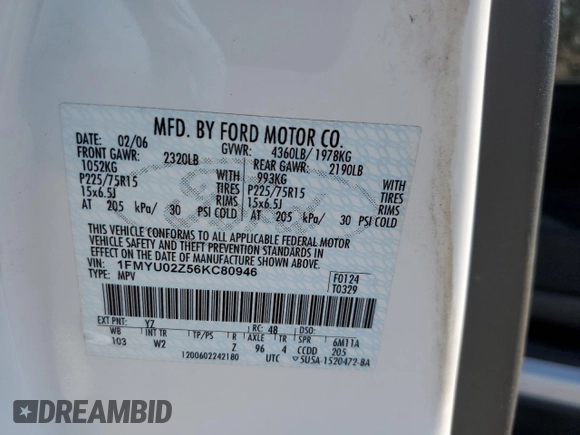 MFD. BY FORD MOTOR CO.
DATE: 02/06 GVWR: 4360LB/ 1978KG
FRONT GAWR: 2320LB REAR GAWR: 2190LB
1052KG WITH 993KG WITH
P225/75R15 TIRES P225/75R15 TIRES
15x6.5J RIMS 15x6.5J RIMS
AT 205 kPa/ 30 PSI COLD AT 205 kPa/ 30 PSI COLD
THIS VEHICLE CONFORMS TO ALL APPLICABLE FEDERAL MOTOR
VEHICLE SAFETY AND BUMPER STANDARDS IN
EFFECT ON THE DATE OF MANUFACTURE SHOWN ABOVE.
VIN: 1FMYU02Z56KC80946
TYPE: MPV
F0124
T0329
EXT PNT: YZ RC: 48 DSO:
WB INT TR TP/PS R AXLE TR SPR 6M11A
103 W2 Z 96 4 CCDD 205
1200602242180 UTC 5USA-1520472-BA
Ford
DREAMBID